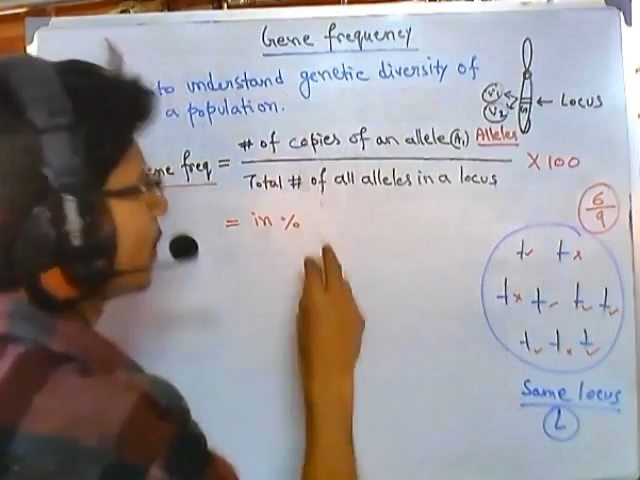 Gene frequency
to understand genetic diversity of
a population.
V1
V2
← Locus
Alleles
freq = # of copies of an allele (A1) / Total # of all alleles in a locus × 100
= in %
6/9
Same locus
L